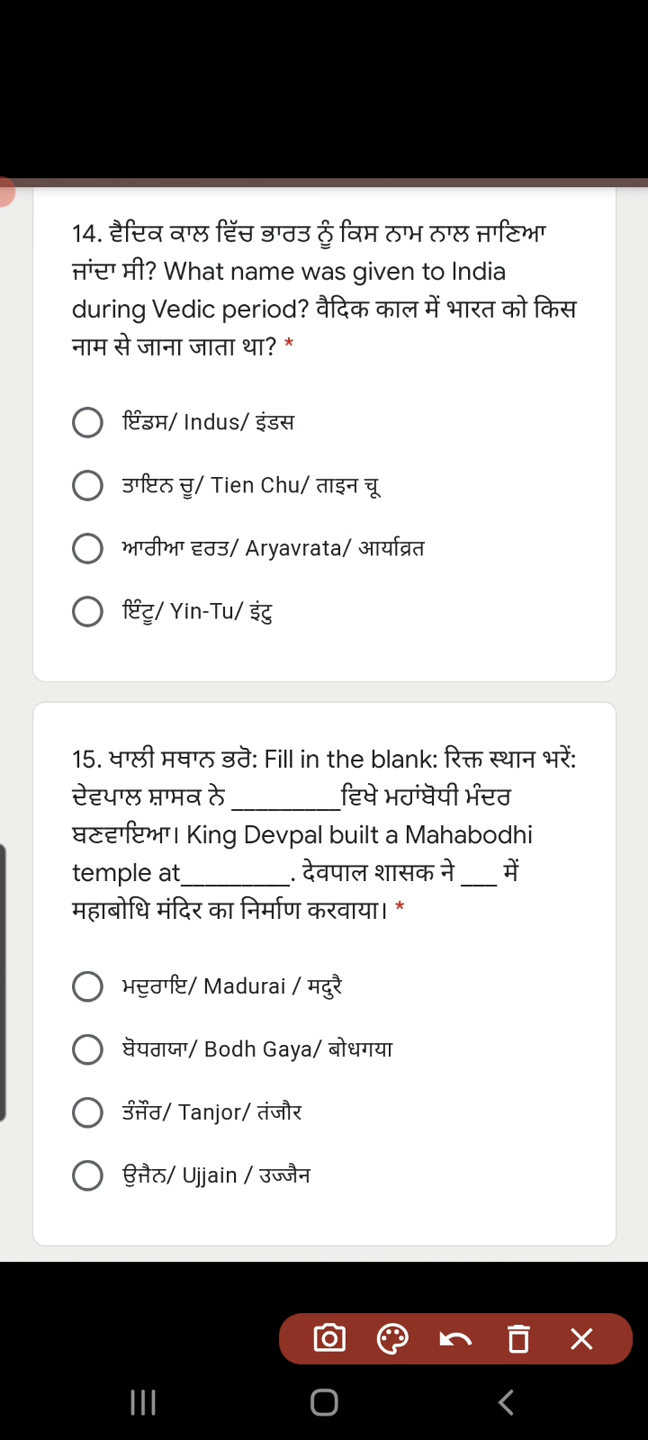 14. ਵੈਦਿਕ ਕਾਲ ਵਿੱਚ ਭਾਰਤ ਨੂੰ ਕਿਸ ਨਾਮ ਨਾਲ ਜਾਣਿਆ
ਜਾਂਦਾ ਸੀ? What name was given to India
during Vedic period? वैदिक काल में भारत को किस
नाम से जाना जाता था? *
ਇੰਡਸ/ Indus/ इंडस
ਤਾਇਨ ਚੂ/ Tien Chu/ ताइन चू
ਆਰੀਆ ਵਰਤ/ Aryavrata/ आर्याव्रत
ਇੰਟੂ/ Yin-Tu/ इंटु
15. ਖਾਲੀ ਸਥਾਨ ਭਰੋ: Fill in the blank: रिक्त स्थान भरें:
ਦੇਵਪਾਲ ਸ਼ਾਸਕ ਨੇ _________ਵਿਖੇ ਮਹਾਂਬੋਧੀ ਮੰਦਰ
ਬਣਵਾਇਆ। King Devpal built a Mahabodhi
temple at_________. देवपाल शासक ने ___ में
महाबोधि मंदिर का निर्माण करवाया। *
ਮਦੁਰਾਇ/ Madurai / मदुरै
ਬੋਧਗਯਾ/ Bodh Gaya/ बोधगया
ਤੰਜੌਰ/ Tanjor/ तंजौर
ਉਜੈਨ/ Ujjain / उज्जैन